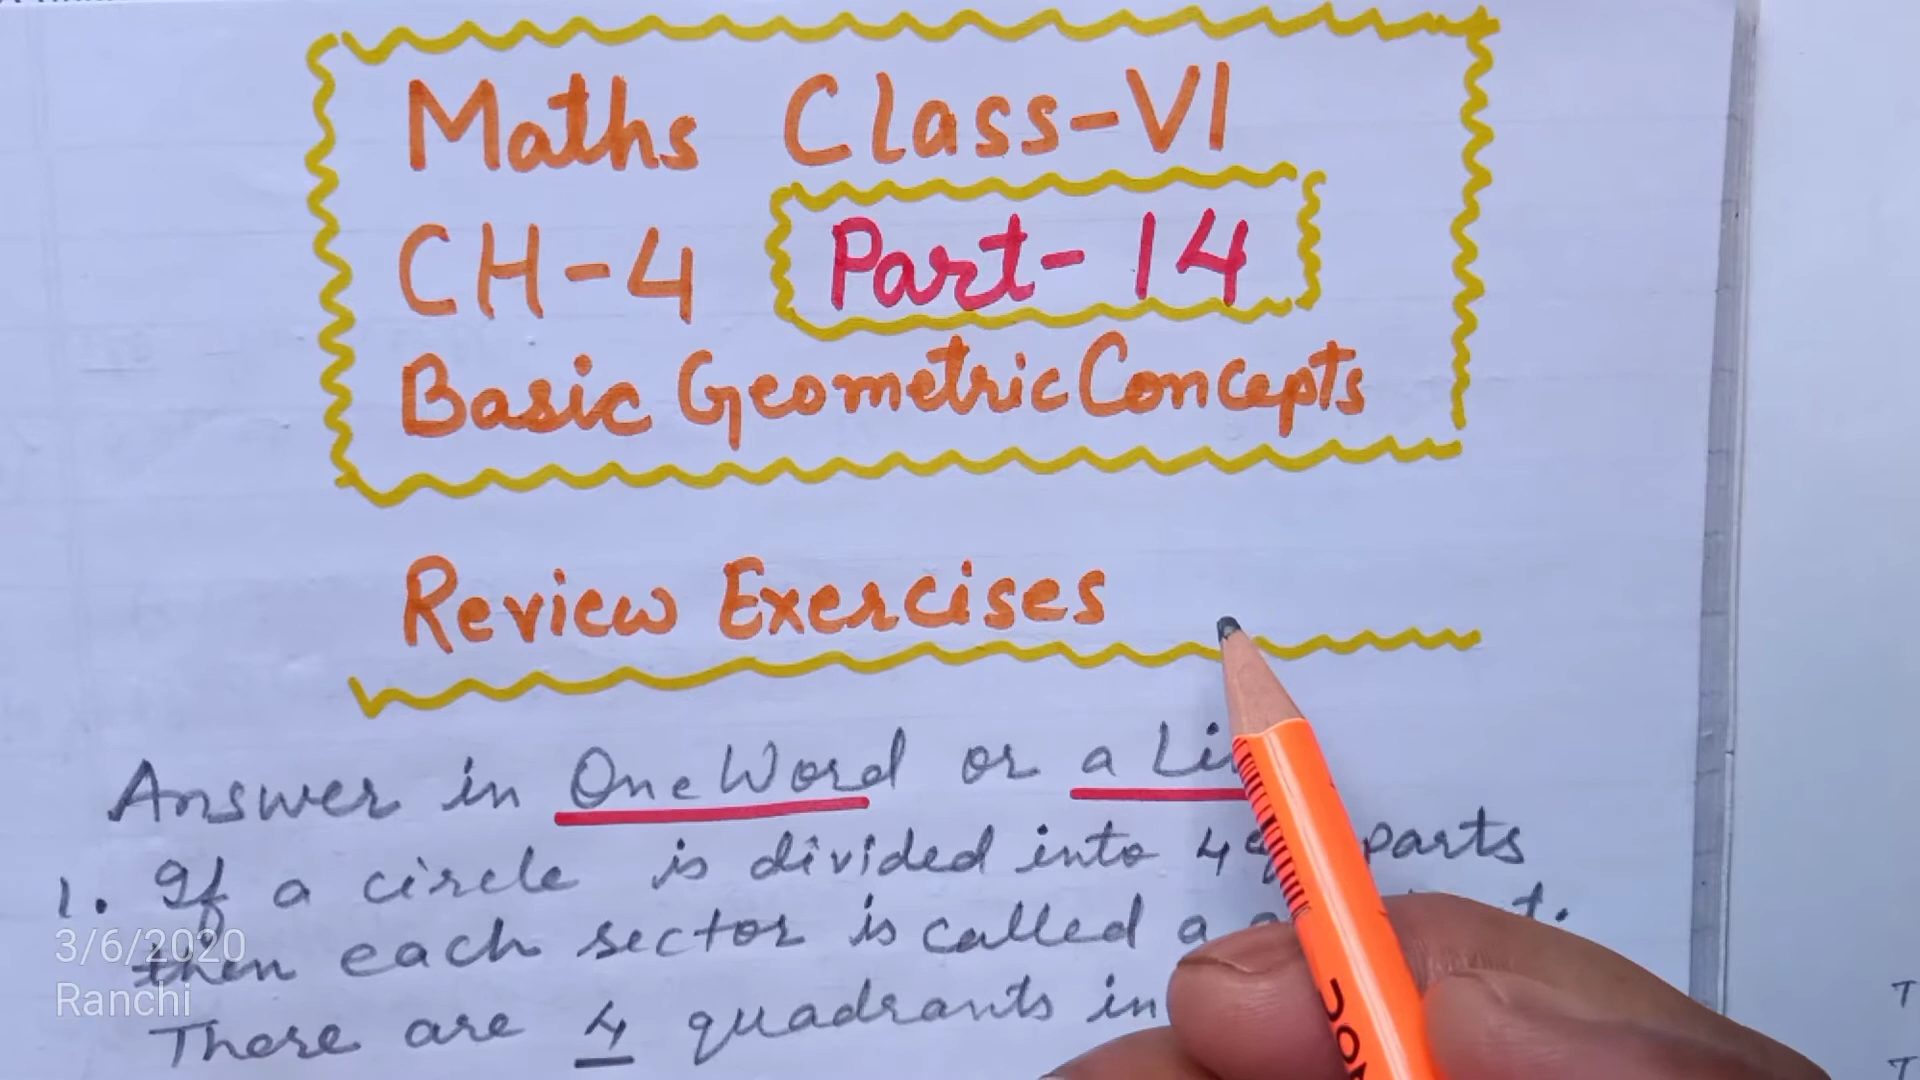 Maths Class-VI
CH-4 Part-14
Basic Geometric Concepts
Review Exercises
Answer in One Word or a
1. If a circle is divided into 4 parts
then each sector is called a
There are 4 quadrants in
3/6/2020
Ranchi